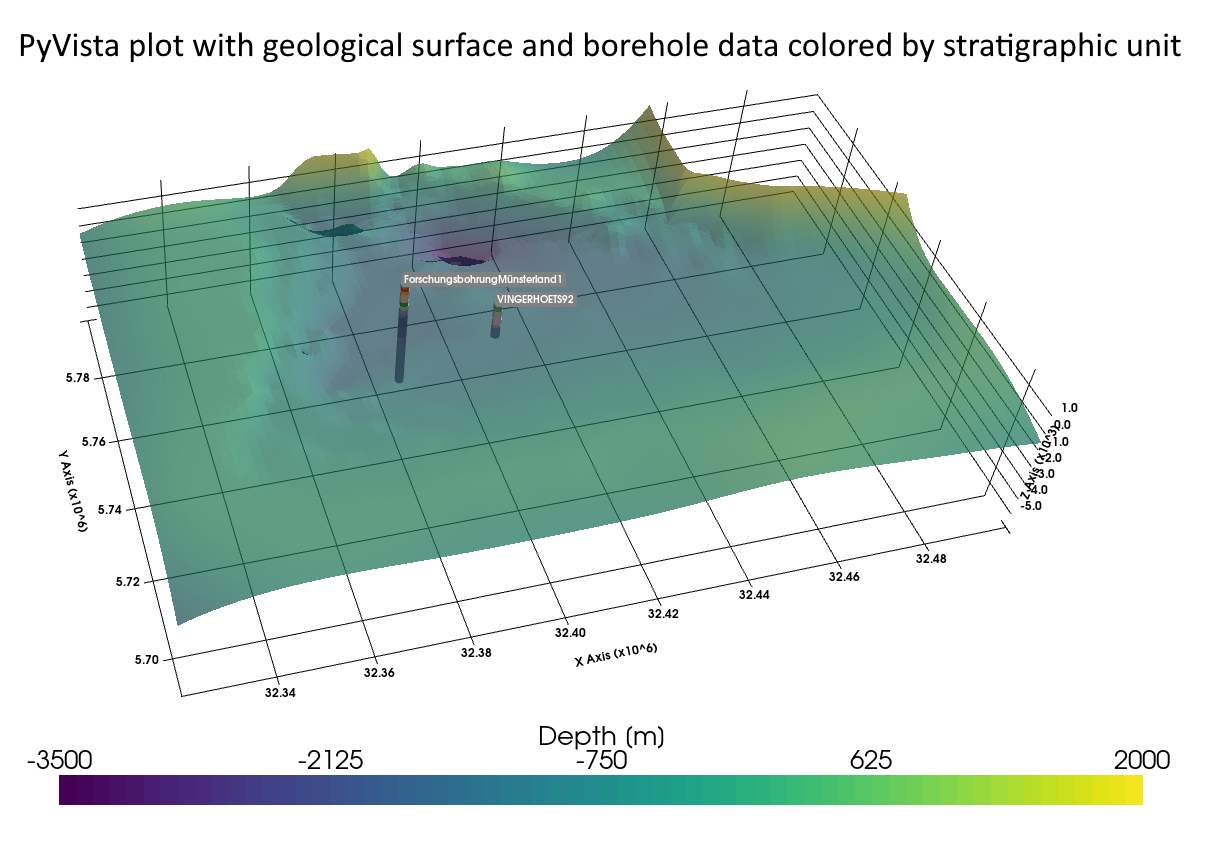 PyVista plot with geological surface and borehole data colored by stratigraphic unit
ForschungsbohrungMünsterland1
VINGERHOETS92
5.78
5.76
5.74
5.72
5.70
Y Axis (x10^6)
32.34
32.36
32.38
32.40
32.42
32.44
32.46
32.48
X Axis (x10^6)
1.0
0.0
-1.0
-2.0
-3.0
-4.0
-5.0
Z Axis (x10^3)
Depth (m)
-3500 -2125 -750 625 2000